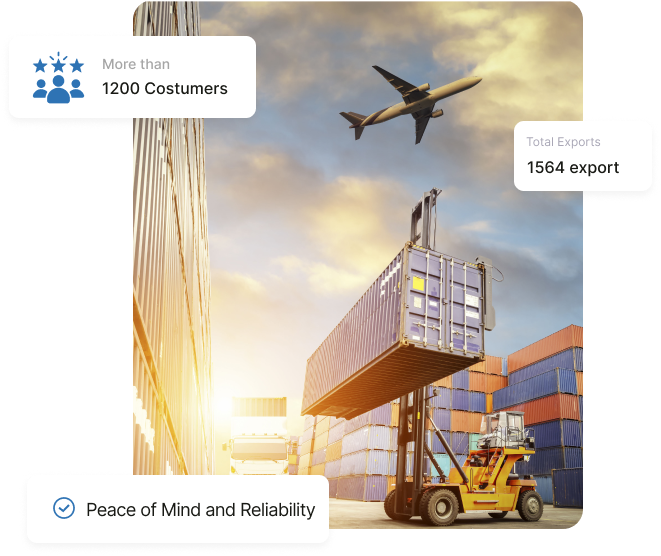 More than
1200 Costumers
Total Exports
1564 export
Peace of Mind and Reliability